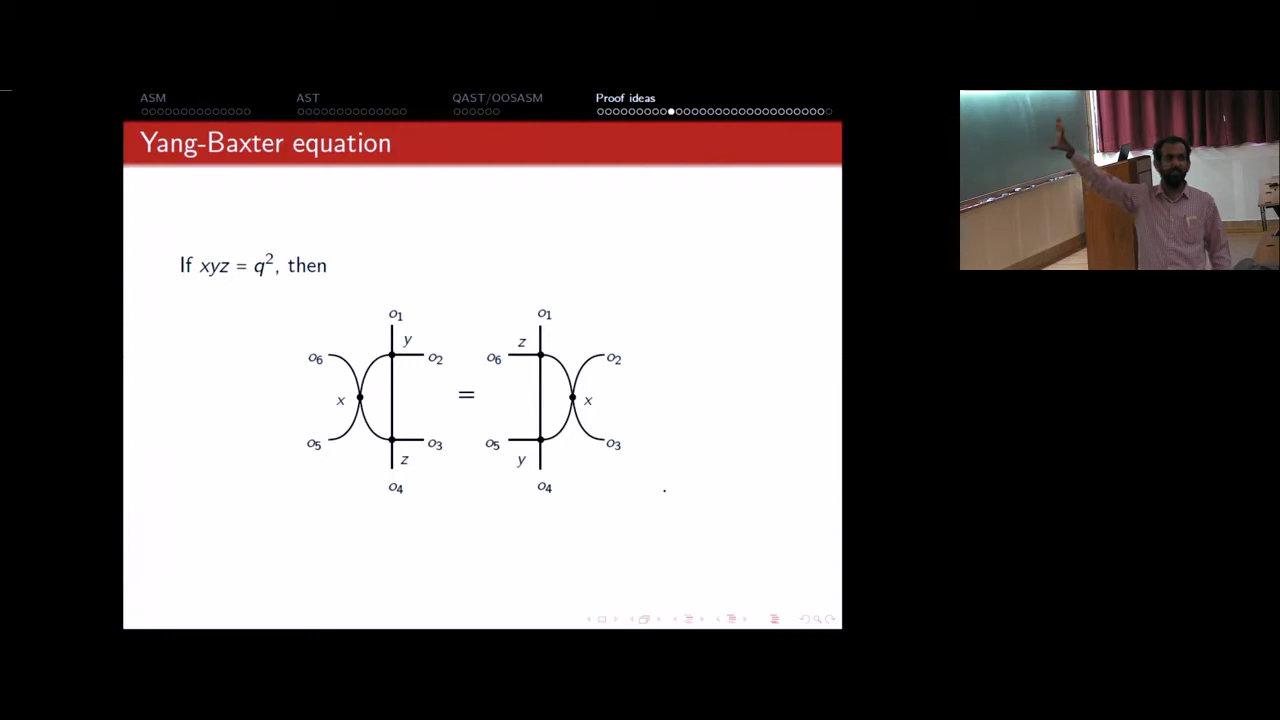 ASM AST QAST/OOSASM Proof ideas
Yang-Baxter equation
If xyz = q², then
o₁ o₁
y z
o₆ o₂ o₆ o₂
x = x
o₅ o₃ o₅ o₃
z y
o₄ o₄
.